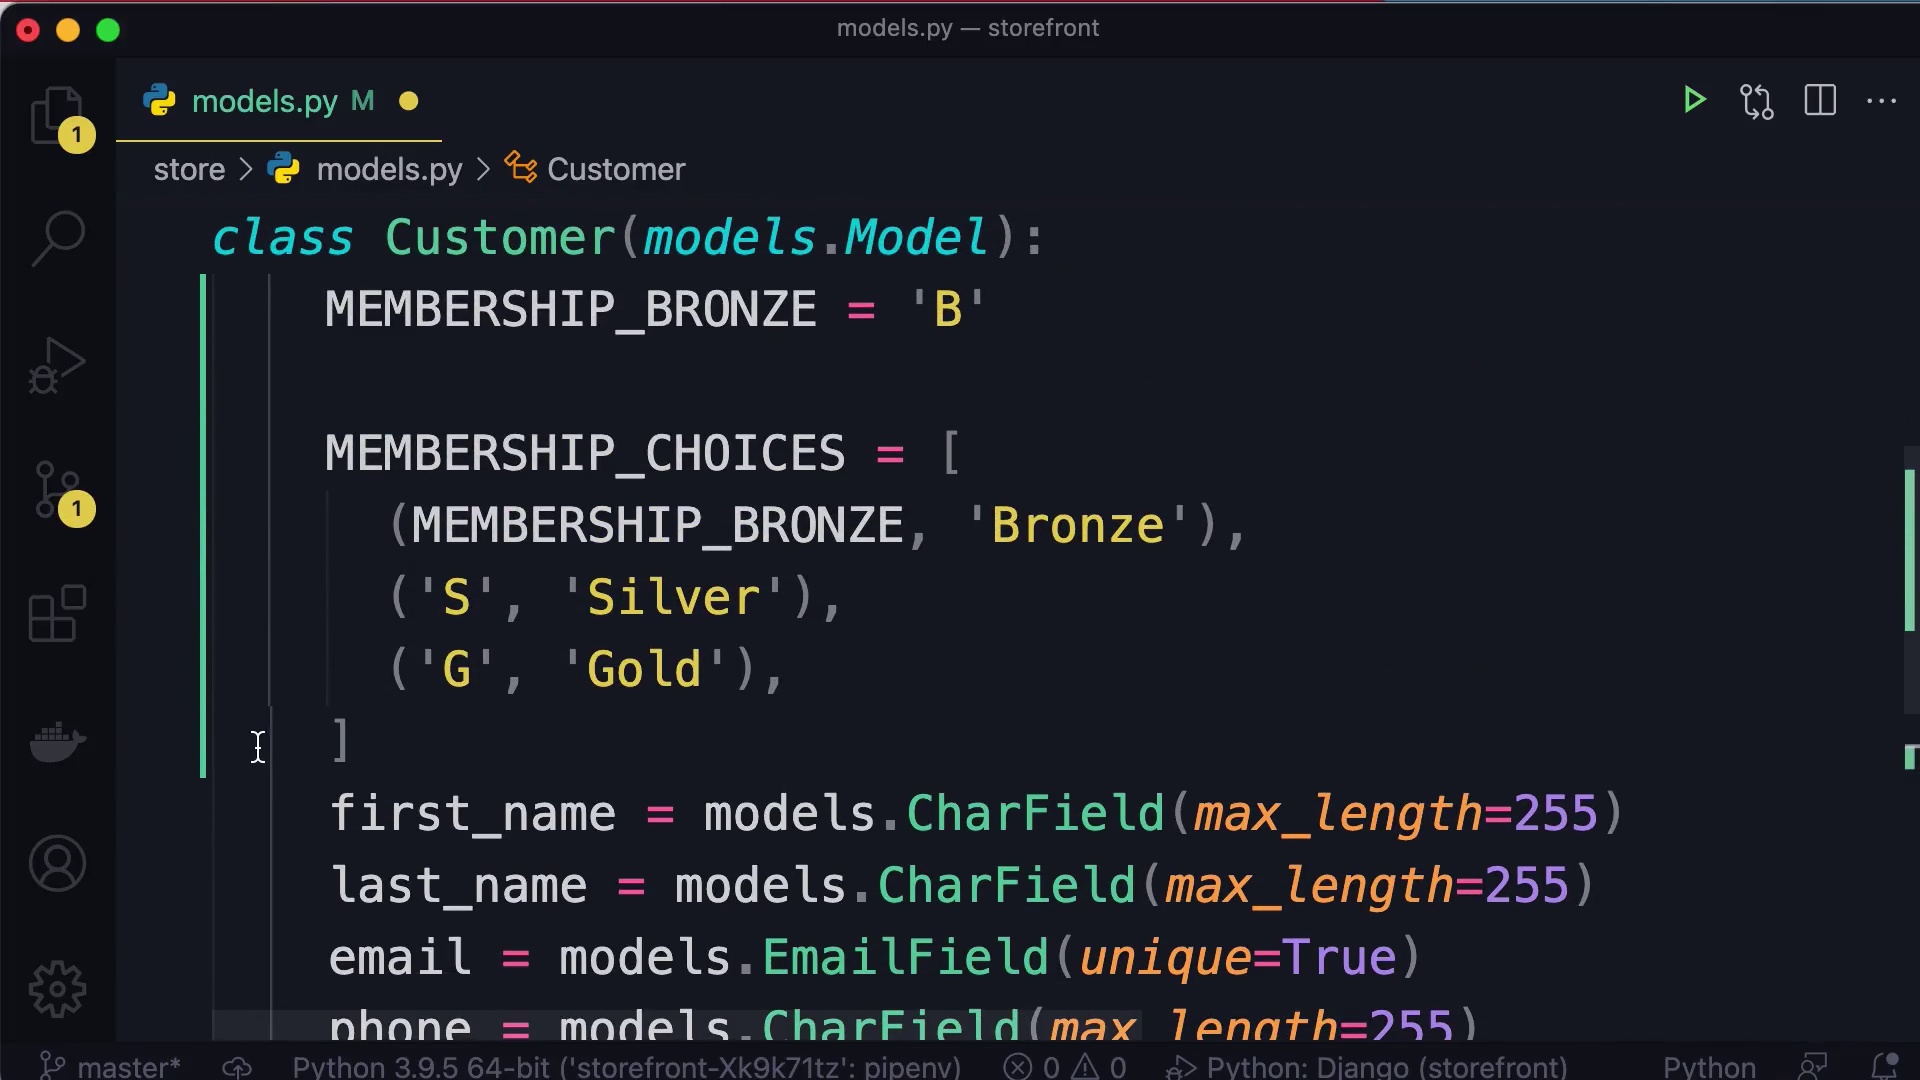 models.py — storefront
models.py M
1
store > models.py > Customer
class Customer(models.Model):
MEMBERSHIP_BRONZE = 'B'
MEMBERSHIP_CHOICES = [
(MEMBERSHIP_BRONZE, 'Bronze'),
('S', 'Silver'),
('G', 'Gold'),
]
1
first_name = models.CharField(max_length=255)
last_name = models.CharField(max_length=255)
email = models.EmailField(unique=True)
phone = models.CharField(max_length=255)
master* Python 3.9.5 64-bit ('storefront-Xk9k71tz': pipenv) 0 0 Python: Django (storefront) Python